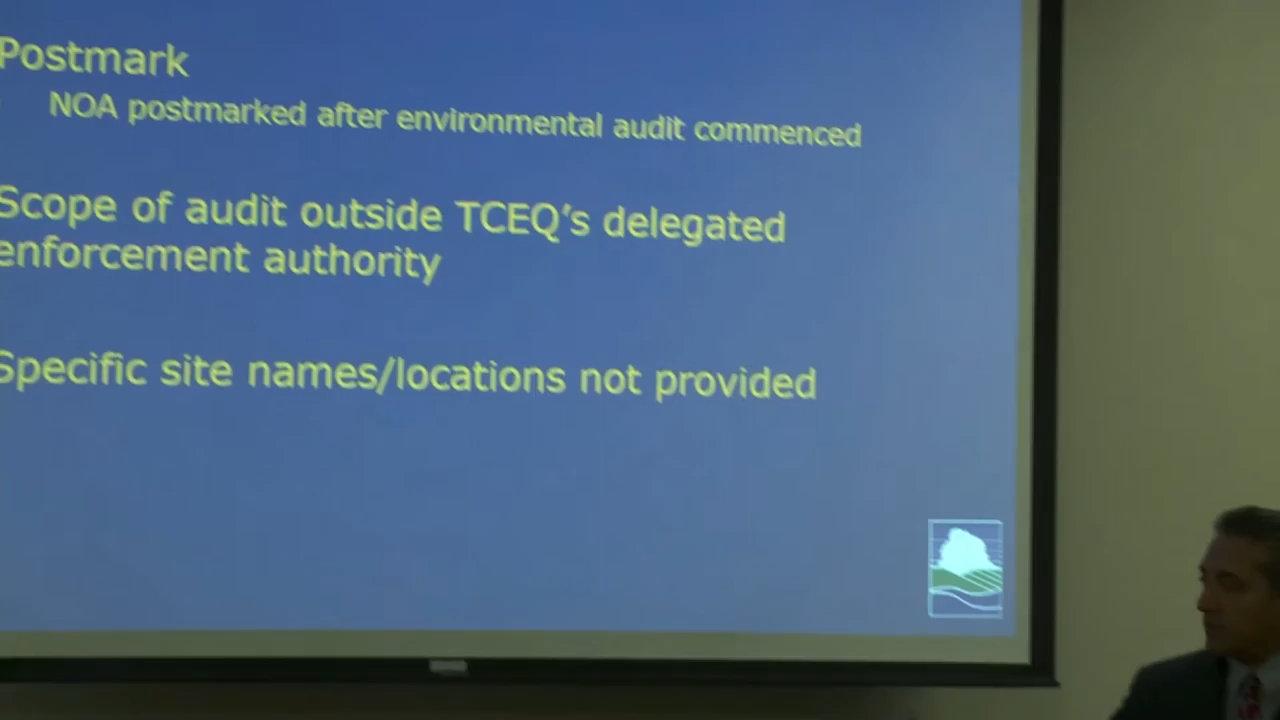 Postmark
NOA postmarked after environmental audit commenced
Scope of audit outside TCEQ's delegated
enforcement authority
Specific site names/locations not provided